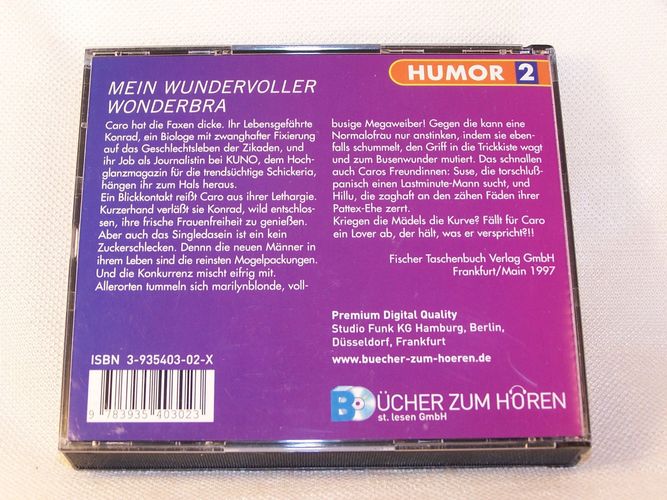 HUMOR 2
MEIN WUNDERVOLLER
WONDERBRA
Caro hat die Faxen dicke. Ihr Lebensgefährte
Konrad, ein Biologe mit zwanghafter Fixierung
auf das Geschlechtsleben der Zikaden, und
ihr Job als Journalistin bei KUNO, dem Hoch-
glanzmagazin für die trendsüchtige Schickeria,
hängen ihr zum Hals heraus.
Ein Blickkontakt reißt Caro aus ihrer Lethargie.
Kurzerhand verläßt sie Konrad, wild entschlos-
sen, ihre frische Frauenfreiheit zu genießen.
Aber auch das Singledasein ist ein kein
Zuckerschlecken. Dennn die neuen Männer in
ihrem Leben sind die reinsten Mogelpackungen.
Und die Konkurrenz mischt eifrig mit.
Allerorten tummeln sich marilynblonde, voll-
busige Megaweiber! Gegen die kann eine
Normalofrau nur anstinken, indem sie eben-
falls schummelt, den Griff in die Trickkiste wagt
und zum Busenwunder mutiert. Das schnallen
auch Caros Freundinnen: Suse, die torschluß-
panisch einen Lastminute-Mann sucht, und
Hillu, die zaghaft an den zähen Fäden ihrer
Pattex-Ehe zerrt.
Kriegen die Mädels die Kurve? Fällt für Caro
ein Lover ab, der hält, was er verspricht?!!
Fischer Taschenbuch Verlag GmbH
Frankfurt/Main 1997
Premium Digital Quality
Studio Funk KG Hamburg, Berlin,
Düsseldorf, Frankfurt
www.buecher-zum-hoeren.de
ISBN 3-935403-02-X
9 783935 403023
BÜCHER ZUM HÖREN
st. lesen GmbH